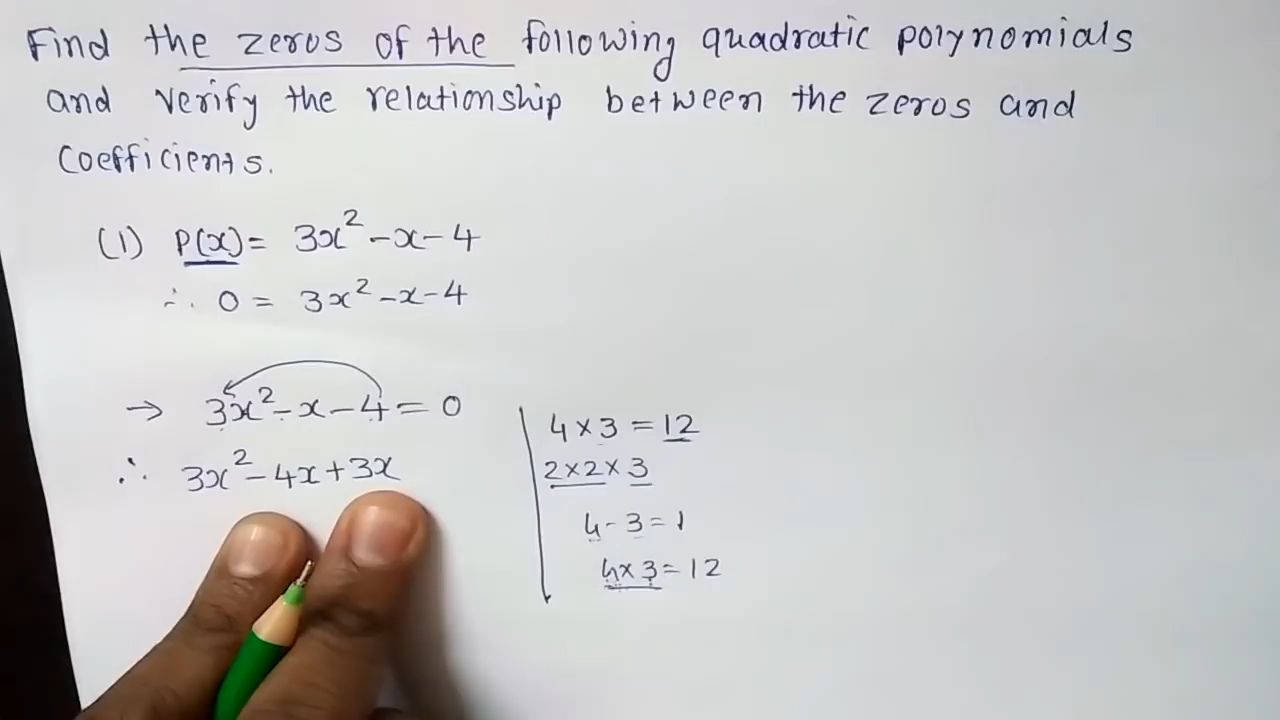 Find the zeros of the following quadratic polynomials
and verify the relationship between the zeros and
coefficients.
(1) P(x) = 3x² - x - 4
∴ 0 = 3x² - x - 4
→ 3x² - x - 4 = 0
∴ 3x² - 4x + 3x
4 × 3 = 12
2 × 2 × 3
4 - 3 = 1
4 × 3 = 12